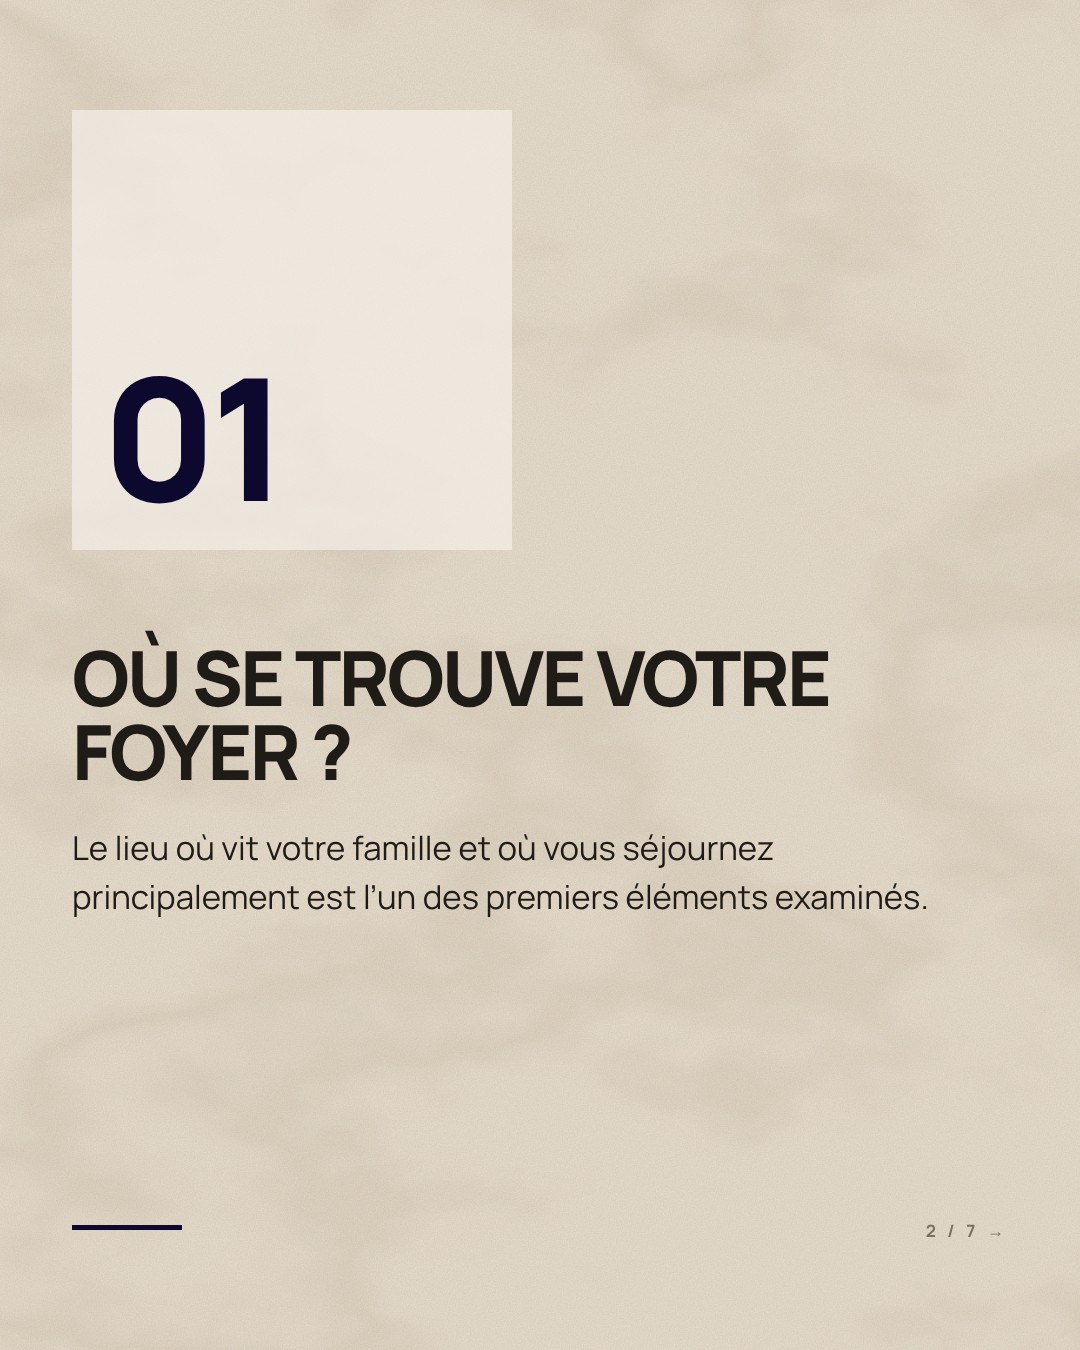 01
OÙ SE TROUVE VOTRE
FOYER ?
Le lieu où vit votre famille et où vous séjournez
principalement est l’un des premiers éléments examinés.
2 / 7 →